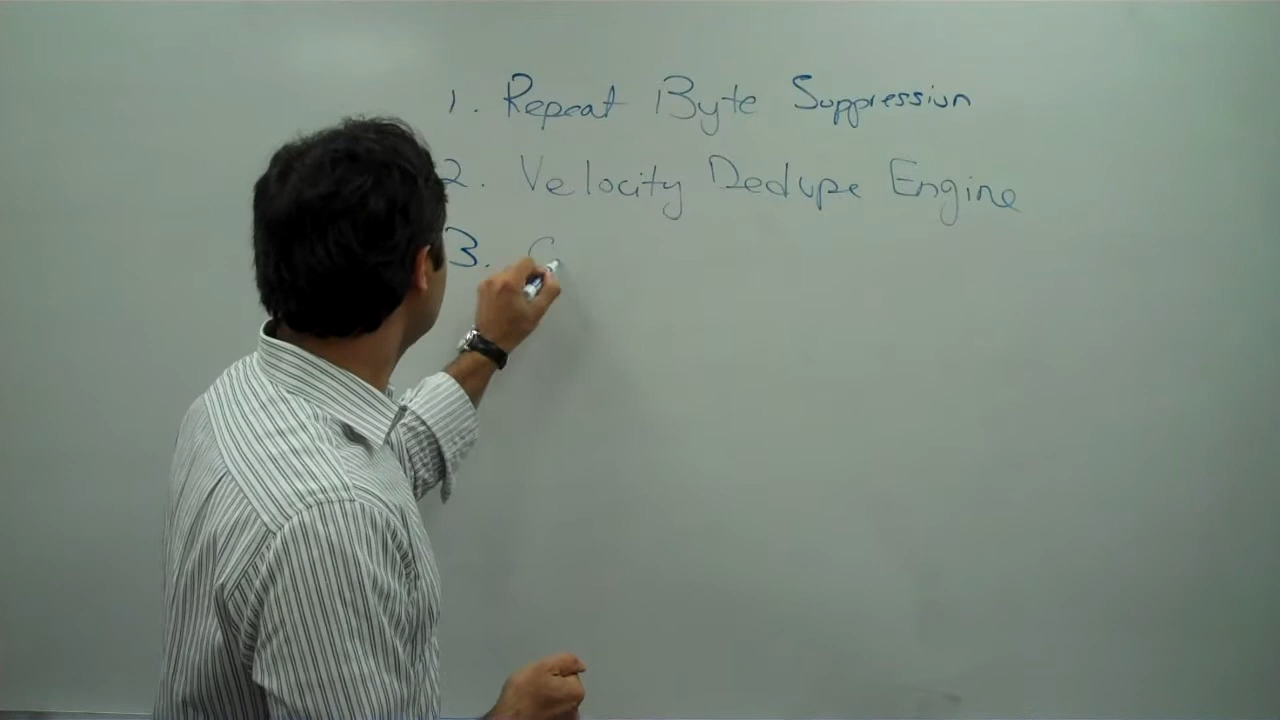 1. Repeat Byte Suppression
2. Velocity Dedupe Engine
3. C